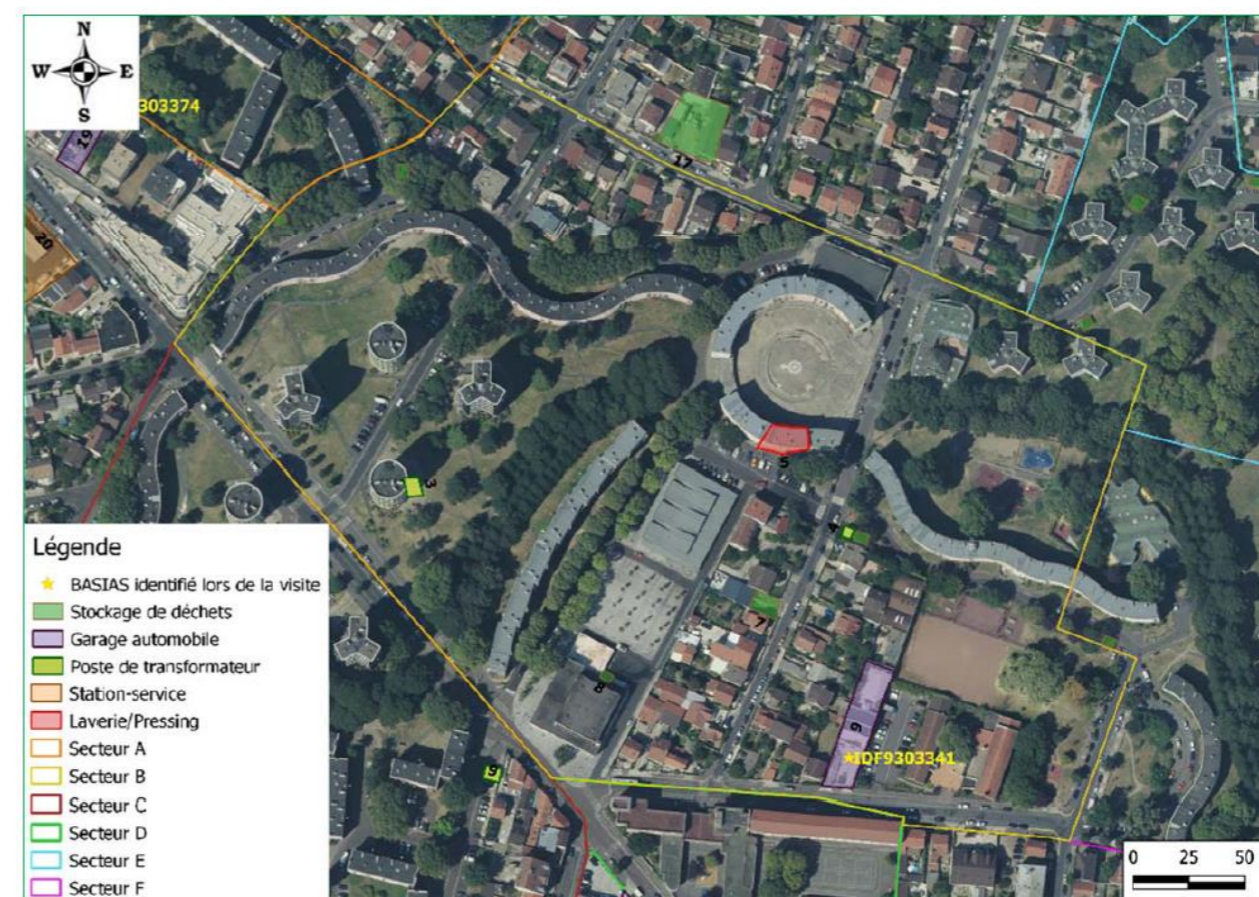 N
W E
S
303374
19
20
17
3
5
4
7
8
9
6
IDF9303341
Légende
BASIAS identifié lors de la visite
Stockage de déchets
Garage automobile
Poste de transformateur
Station-service
Laverie/Pressing
Secteur A
Secteur B
Secteur C
Secteur D
Secteur E
Secteur F
0 25 50